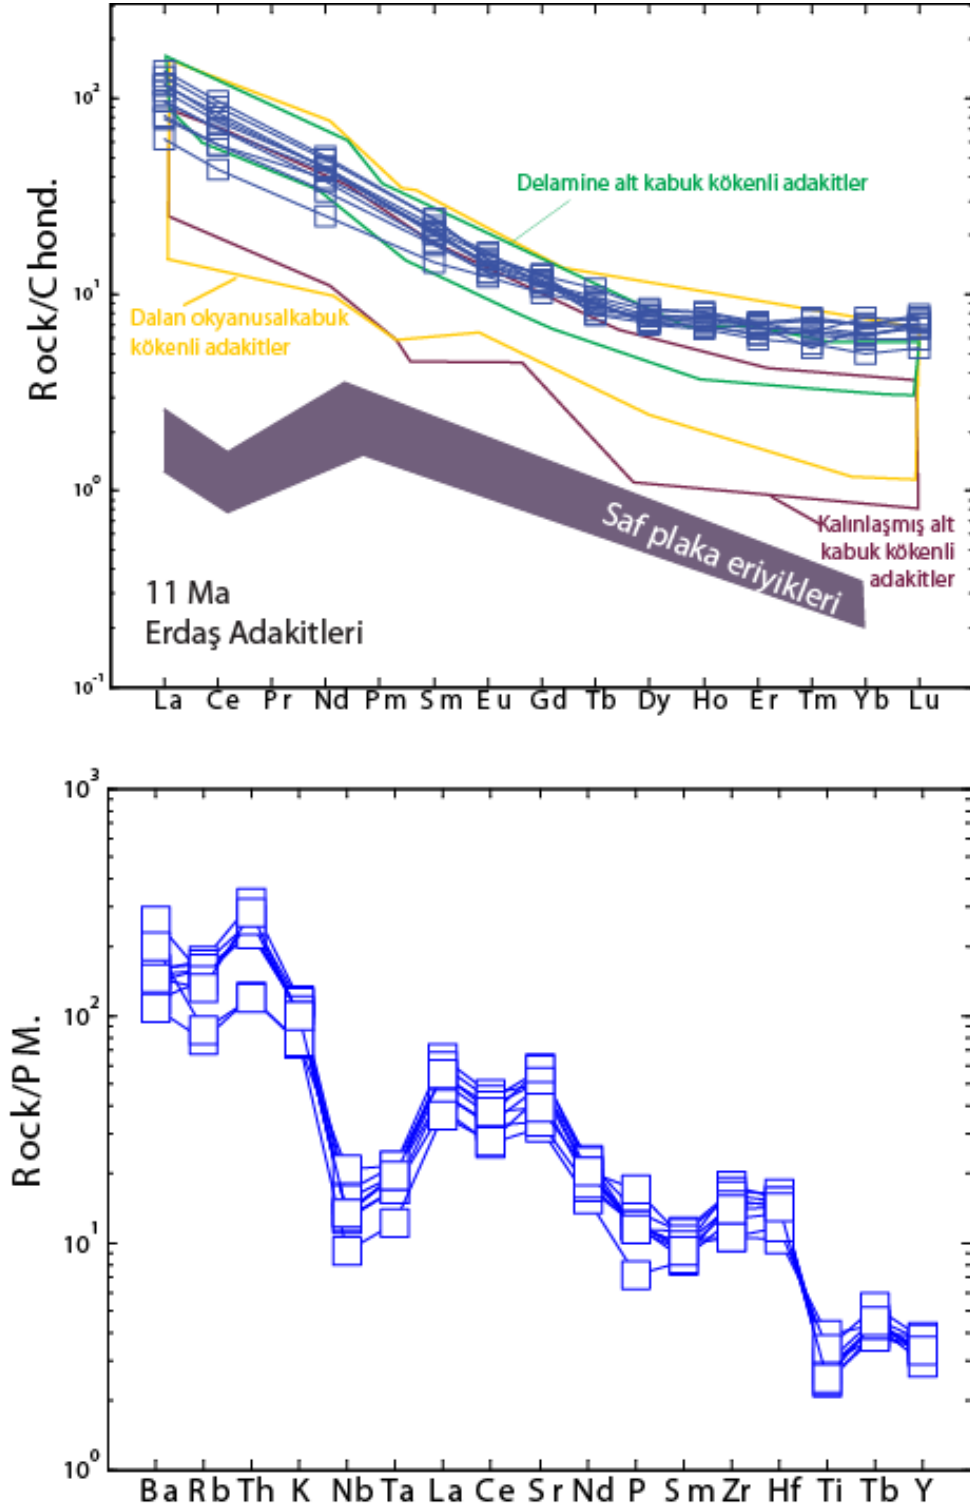 10²
10¹
10⁰
10⁻¹
Rock/Chond.
Delamine alt kabuk kökenli adakitler
Dalan okyanusalkabuk
kökenli adakitler
Saf plaka eriyikleri
Kalınlaşmış alt
kabuk kökenli
adakitler
11 Ma
Erdaş Adakitleri
La Ce Pr Nd Pm Sm Eu Gd Tb Dy Ho Er Tm Yb Lu
10³
10²
10¹
10⁰
Rock/PM.
Ba Rb Th K Nb Ta La Ce Sr Nd P Sm Zr Hf Ti Tb Y